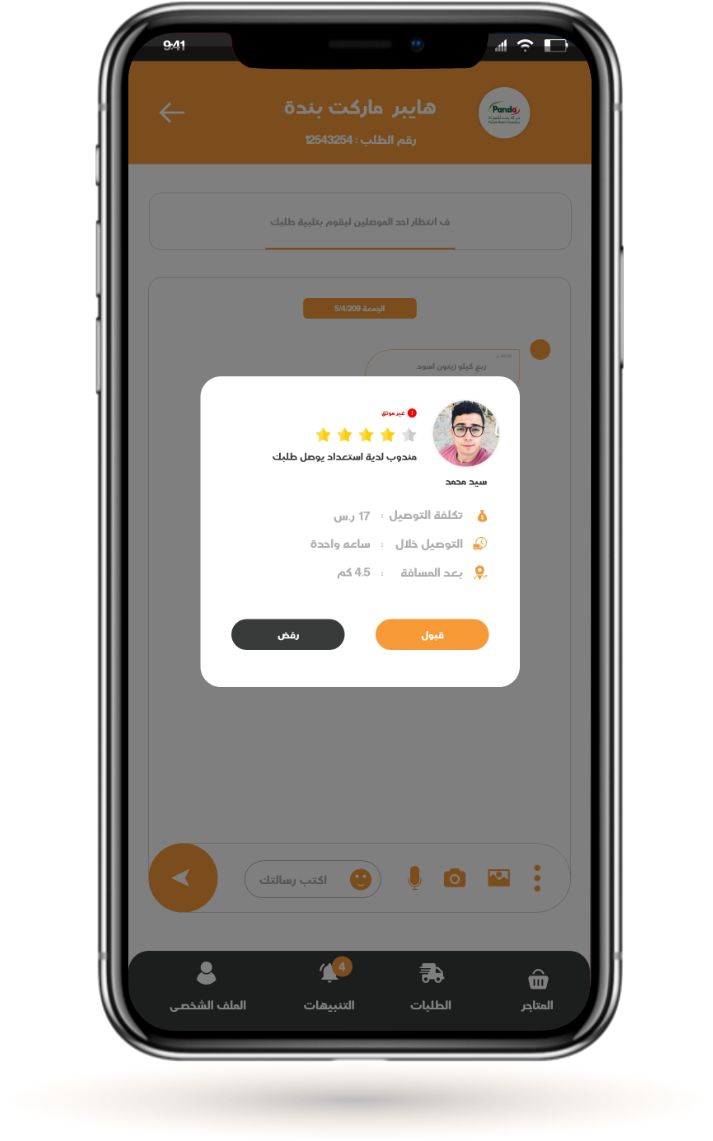 9:41
هايبر ماركت بندة
Panda
رقم الطلب : 12543254
ف انتظار احد الموصلين ليقوم بتلبية طلبك
الجمعة 5/4/209
ربع كيلو زيتون اسود
غير موثق
مندوب لدية استعداد يوصل طلبك
سيد محمد
تكلفة التوصيل : 17 ر.س
التوصيل خلال : ساعه واحدة
بعد المسافة : 4.5 كم
قبول
رفض
اكتب رسالتك
4
المتاجر
الطلبات
التنبيهات
الملف الشخصى